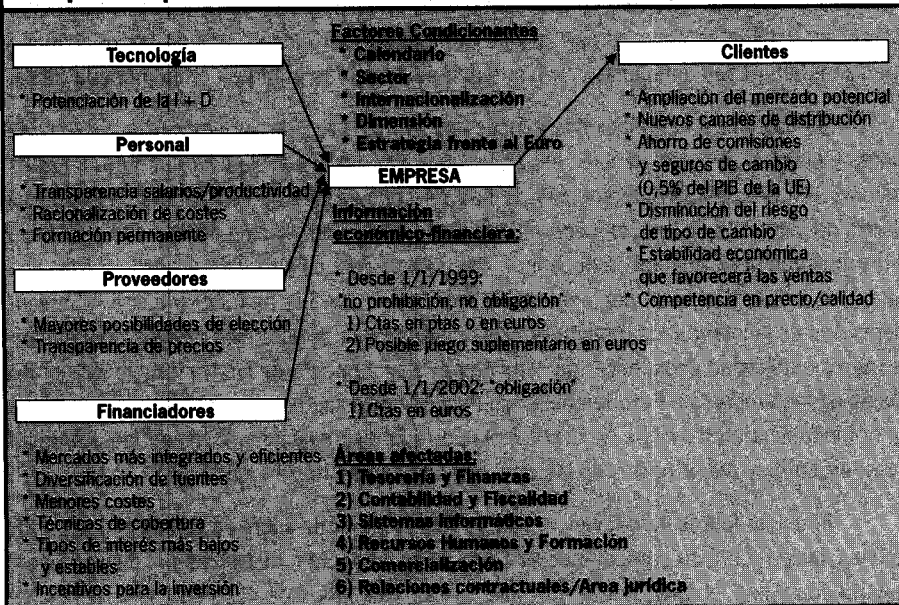 Tecnología
* Potenciación de la I + D
Personal
* Transparencia salarios/productividad
* Racionalización de costes
* Formación permanente
Proveedores
* Mayores posibilidades de elección
* Transparencia de precios
Financiadores
* Mercados más integrados y eficientes
* Diversificación de fuentes
* Menores costes
* Técnicas de cobertura
* Tipos de interés más bajos
y estables
* Incentivos para la inversión
Factores Condicionantes
* Calendario
* Sector
* Internacionalización
* Dimensión
* Estrategia frente al Euro
EMPRESA
Información
económico-financiera:
* Desde 1/1/1999:
"no prohibición, no obligación"
1) Ctas en ptas o en euros
2) Posible juego suplementario en euros
* Desde 1/1/2002: "obligación"
1) Ctas en euros
Áreas afectadas:
1) Tesorería y Finanzas
2) Contabilidad y Fiscalidad
3) Sistemas informáticos
4) Recursos Humanos y Formación
5) Comercialización
6) Relaciones contractuales/Area jurídica
Clientes
* Ampliación del mercado potencial
* Nuevos canales de distribución
* Ahorro de comisiones
y seguros de cambio
(0,5% del PIB de la UE)
* Disminución del riesgo
de tipo de cambio
* Estabilidad económica
que favorecerá las ventas
* Competencia en precio/calidad